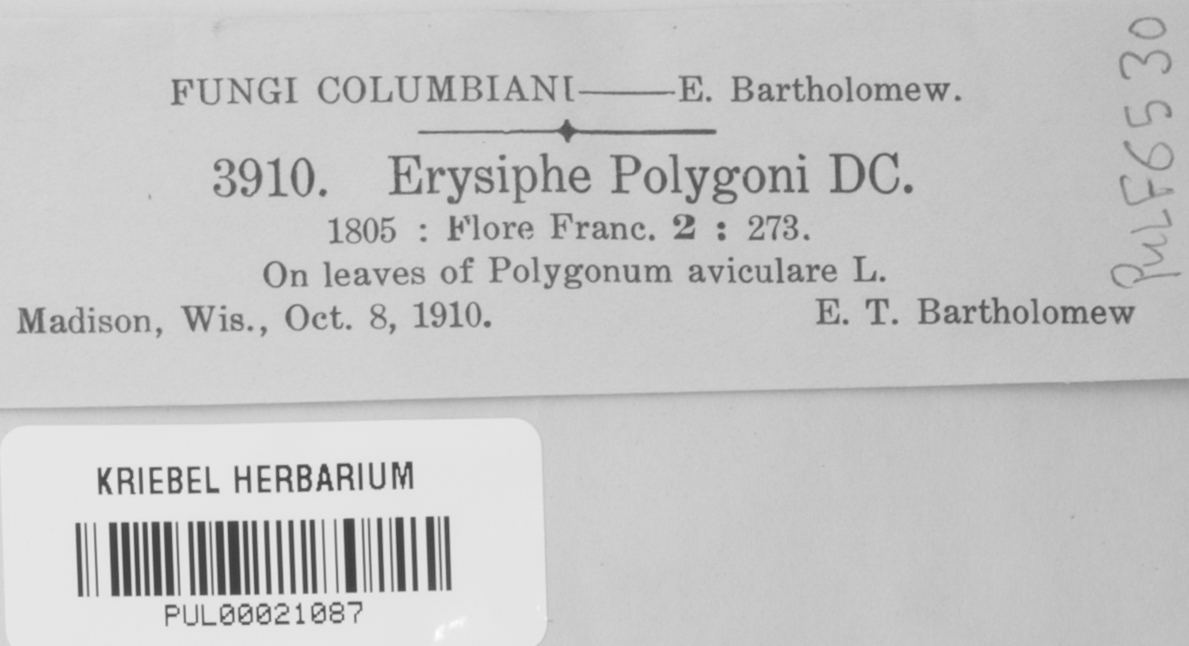 FUNGI COLUMBIANI——E. Bartholomew.
3910. Erysiphe Polygoni DC.
1805 : Flore Franc. 2 : 273.
On leaves of Polygonum aviculare L.
Madison, Wis., Oct. 8, 1910. E. T. Bartholomew
PULF6530
KRIEBEL HERBARIUM
PUL00021087